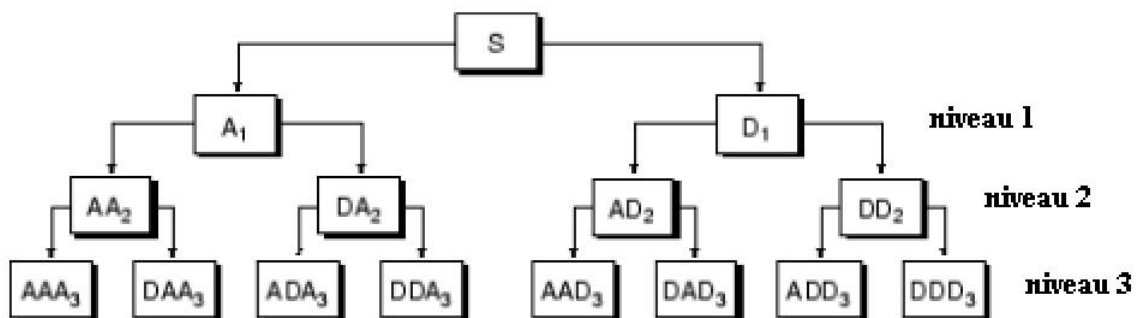 S
A₁ D₁ niveau 1
AA₂ DA₂ AD₂ DD₂ niveau 2
AAA₃ DAA₃ ADA₃ DDA₃ AAD₃ DAD₃ ADD₃ DDD₃ niveau 3